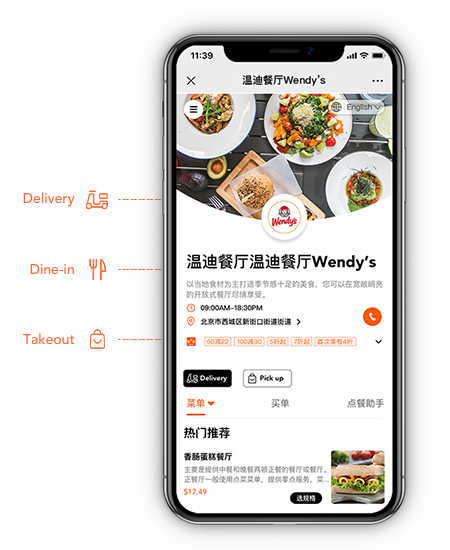 11:39
温迪餐厅Wendy's
English
Wendy's
Delivery
温迪餐厅温迪餐厅Wendy's
Dine-in
以当地食材为主打造季节感十足的美食，您可以在宽敞明亮
的开放式餐厅尽情享受。
09:00AM-18:30PM
北京市西城区新街口街道街道
Takeout
60减22 100减30 5折起 7折起 首次享有4折
Delivery Pick up
菜单 买单 点餐助手
热门推荐
香肠蛋糕餐厅
主要是提供中餐和晚餐两顿正餐的餐厅或餐厅。
正餐厅一般使用点菜菜单，提供零点服务，菜...
$17.49
选规格